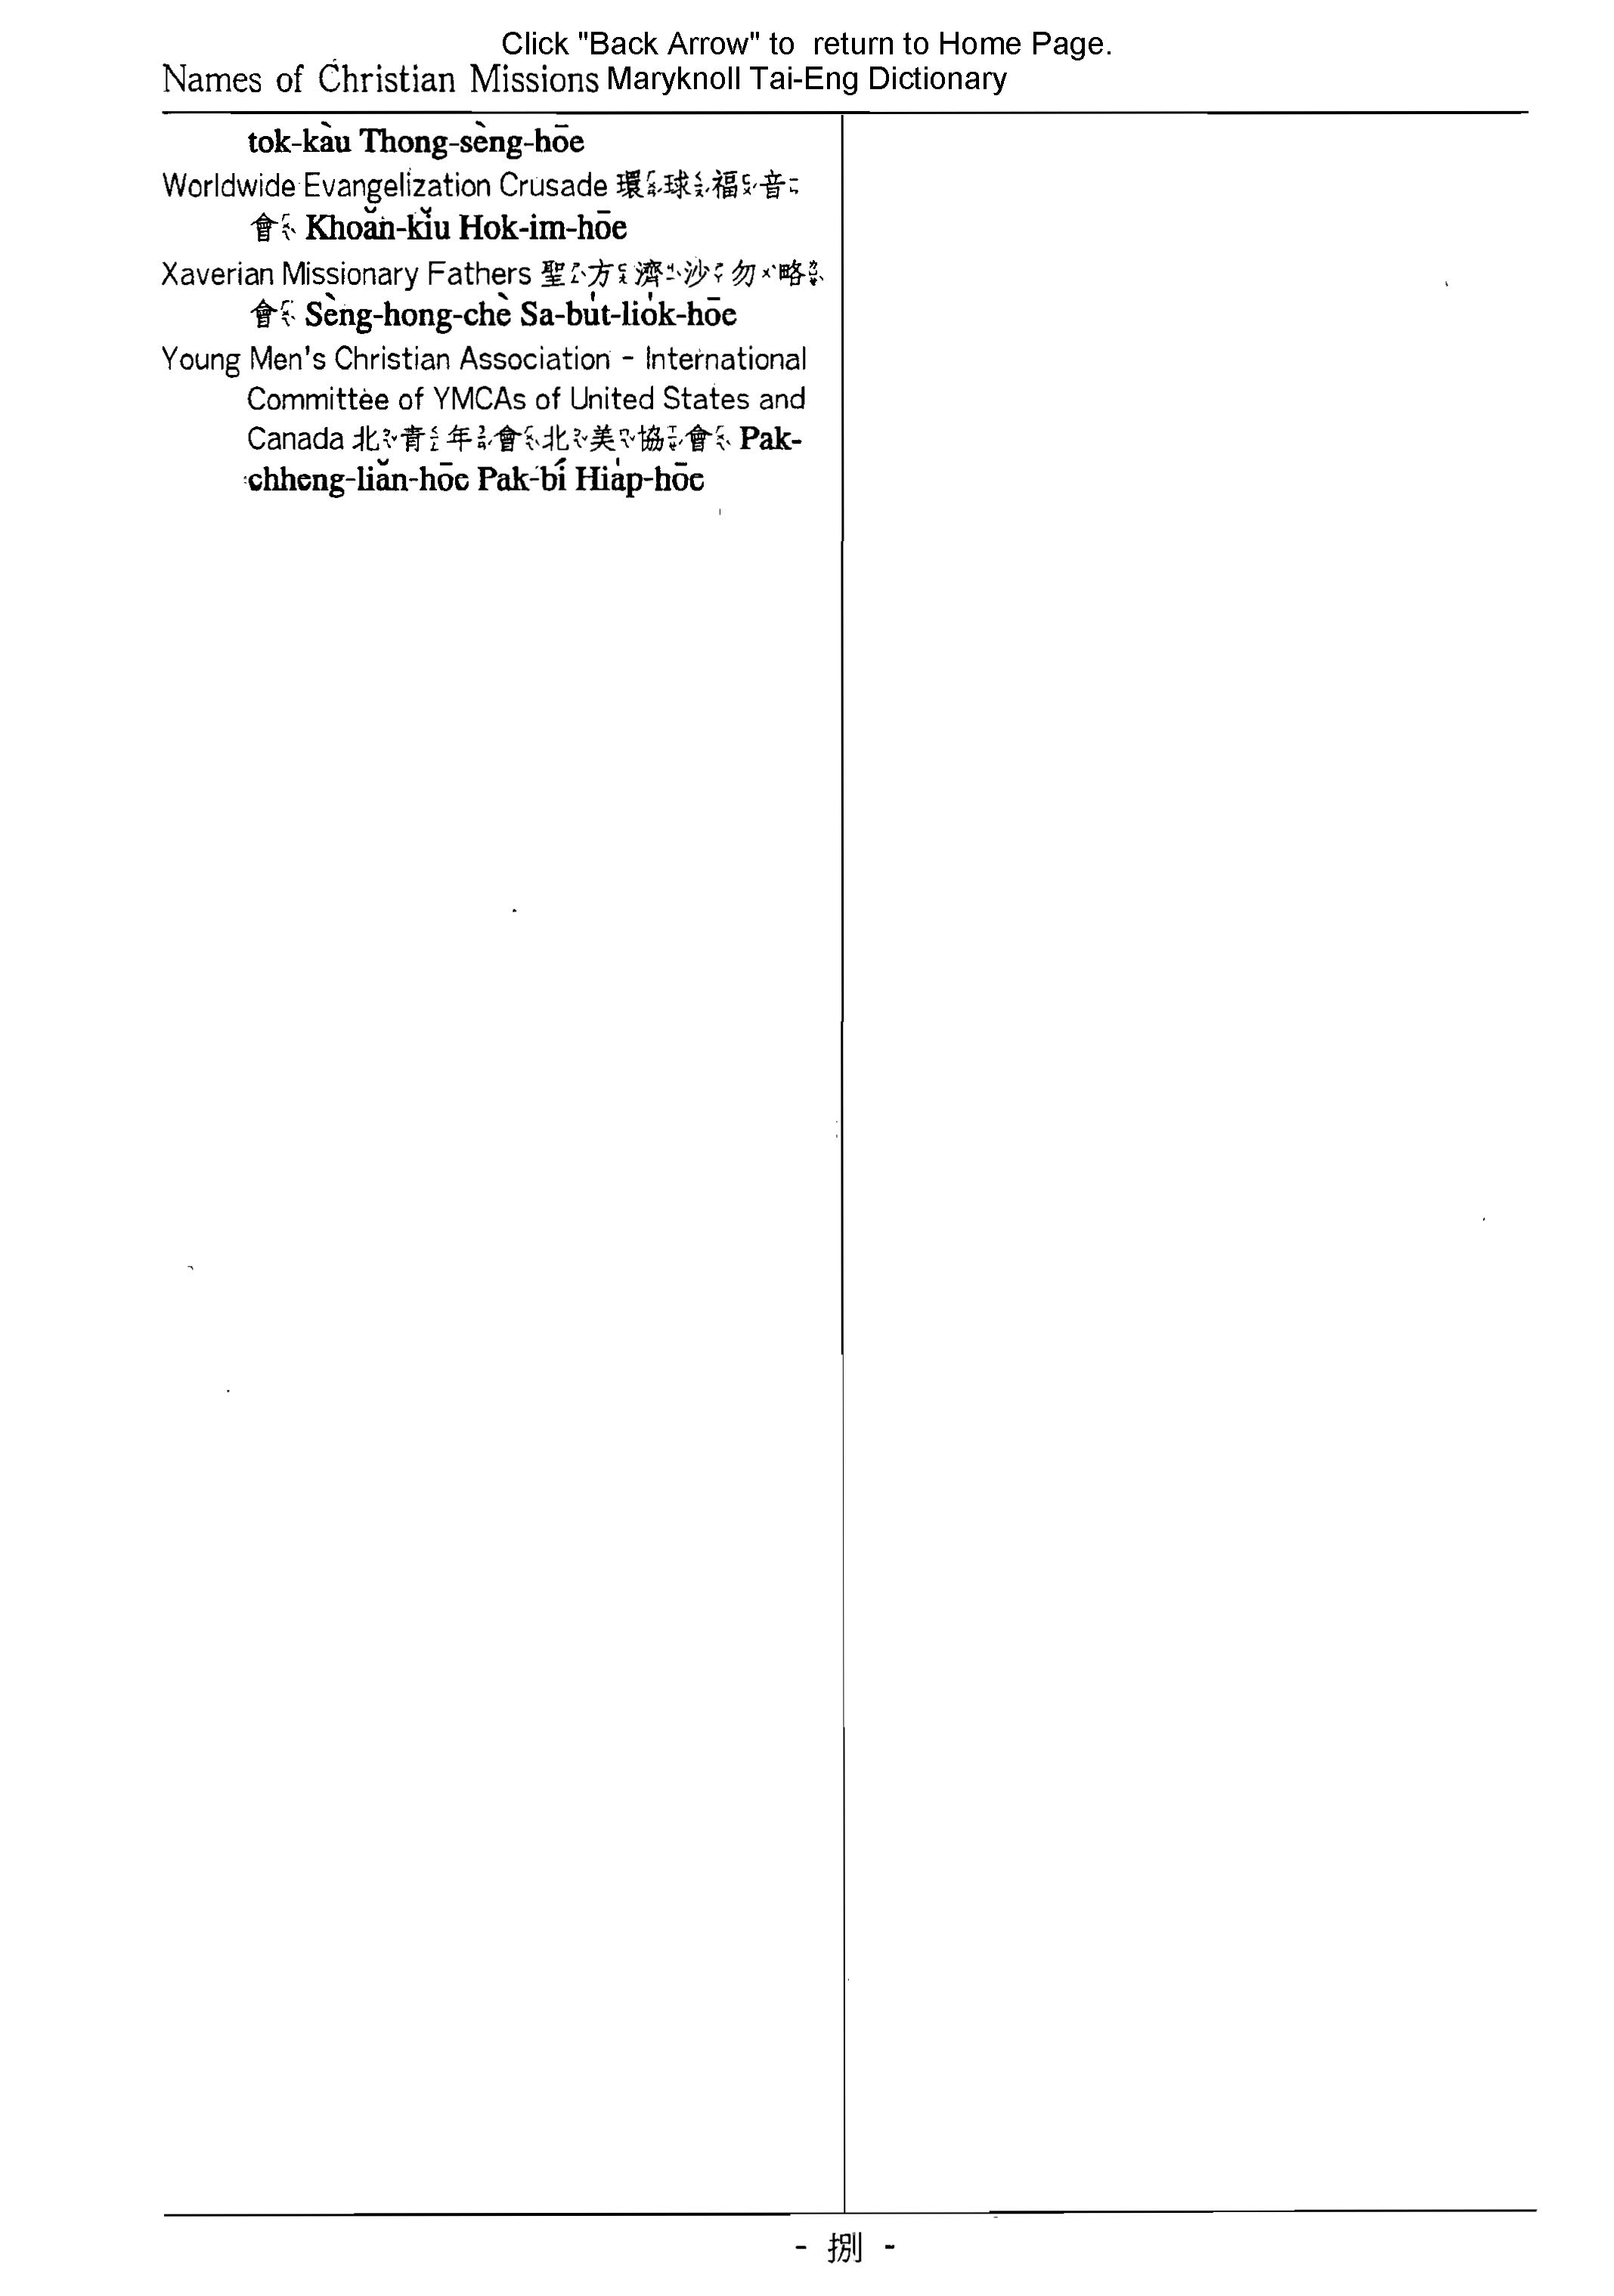 Click "Back Arrow" to return to Home Page.
Names of Christian Missions Maryknoll Tai-Eng Dictionary
tok-kàu Thong-sèng-hōe
Worldwide Evangelization Crusade 環球福音
會 Khoăn-kĭu Hok-im-hōe
Xaverian Missionary Fathers 聖方濟沙勿略
會 Sèng-hong-chè Sa-bu̍t-lio̍k-hōe
Young Men's Christian Association - International
Committee of YMCAs of United States and
Canada 北青年會北美協會 Pak-
chheng-liăn-hōe Pak-bí Hia̍p-hōe
- 捌 -